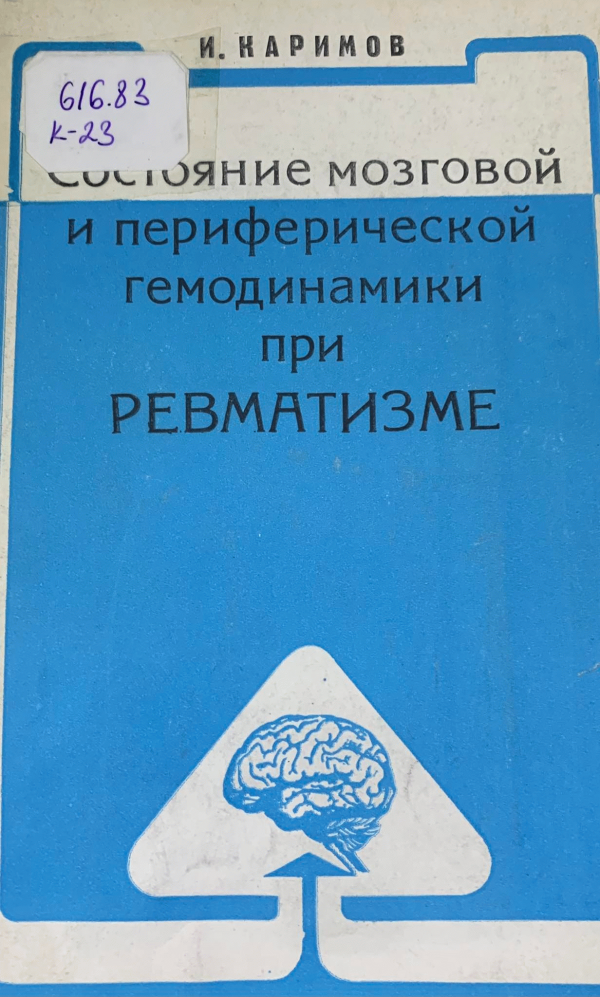 И. КАРИМОВ
616.83
К-23
Состояние мозговой
и периферической
гемодинамики
при
РЕВМАТИЗМЕ